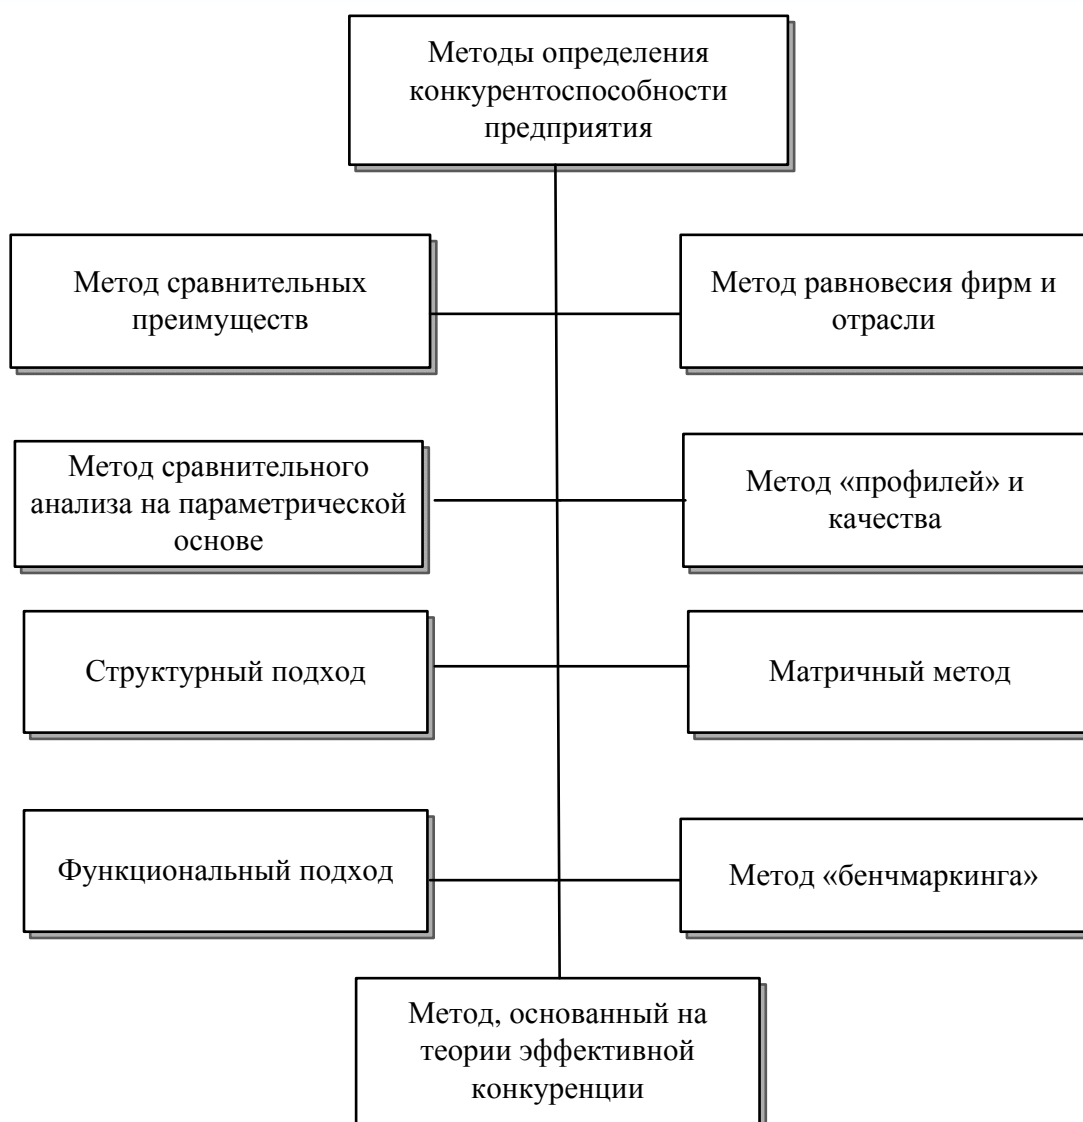 Методы определения
конкурентоспособности
предприятия
Метод сравнительных
преимуществ
Метод равновесия фирм и
отрасли
Метод сравнительного
анализа на параметрической
основе
Метод «профилей» и
качества
Структурный подход
Матричный метод
Функциональный подход
Метод «бенчмаркинга»
Метод, основанный на
теории эффективной
конкуренции